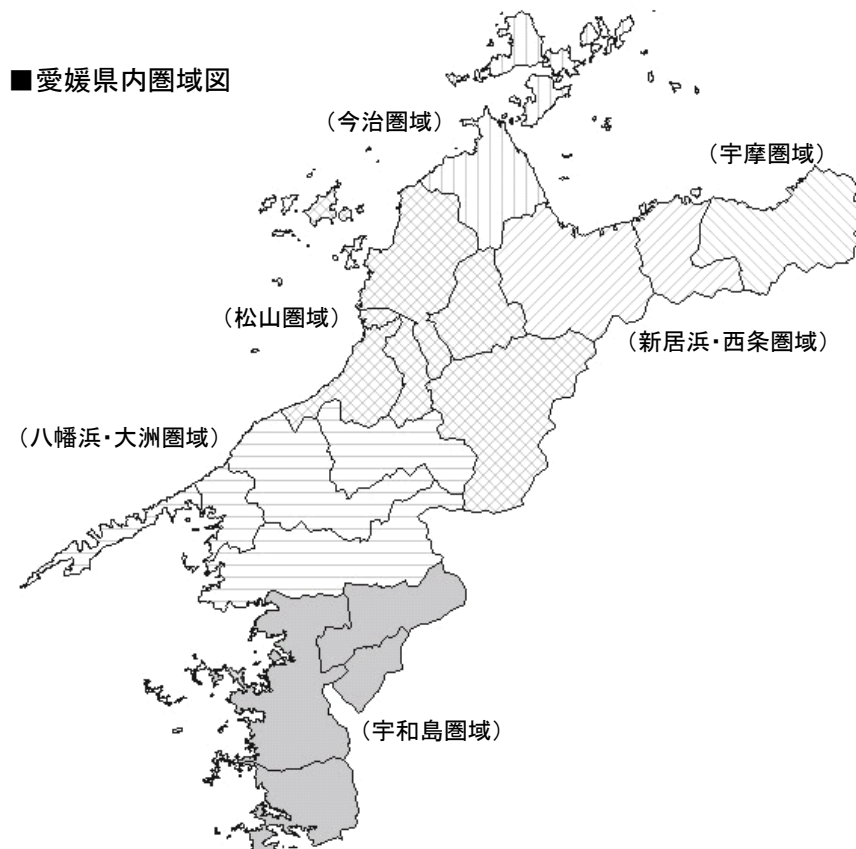 ■愛媛県内圏域図
（今治圏域）
（宇摩圏域）
（松山圏域）
（新居浜・西条圏域）
（八幡浜・大洲圏域）
（宇和島圏域）